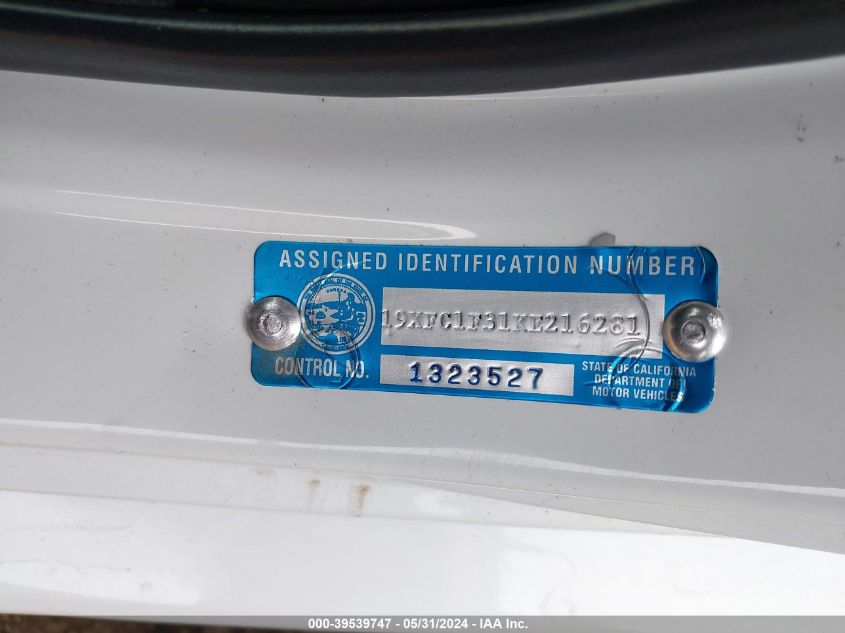 ASSIGNED IDENTIFICATION NUMBER
19XFC1F31KE216281
CONTROL NO. 1323527
STATE OF CALIFORNIA
DEPARTMENT OF
MOTOR VEHICLES
EUREKA
000-39539747 - 05/31/2024 - IAA Inc.